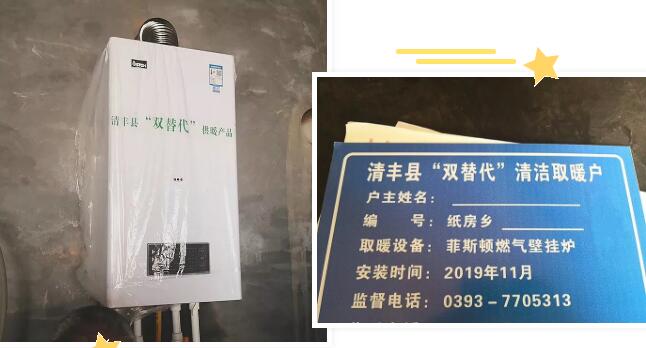 清丰县“双替代”供暖产品
清丰县“双替代”清洁取暖户
户主姓名：
编 号：纸房乡
取暖设备：菲斯顿燃气壁挂炉
安装时间：2019年11月
监督电话：0393－7705313